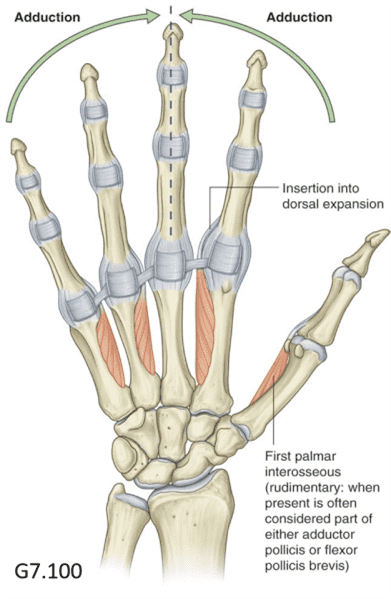 Adduction
Adduction
Insertion into
dorsal expansion
First palmar
interosseous
(rudimentary: when
present is often
considered part of
either adductor
pollicis or flexor
pollicis brevis)
G7.100